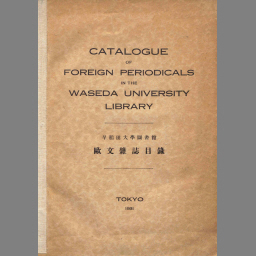 CATALOGUE
OF
FOREIGN PERIODICALS
IN THE
WASEDA UNIVERSITY
LIBRARY
早稲田大學圖書館
歐文雜誌目錄
TOKYO